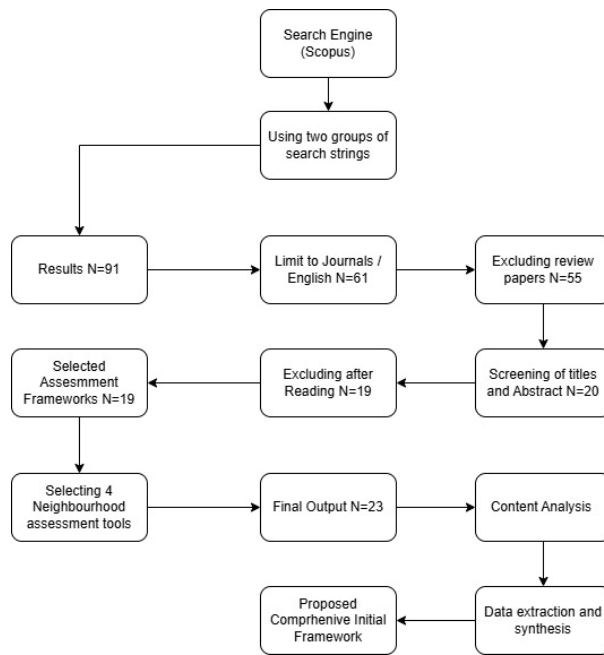 Search Engine
(Scopus)
Using two groups of
search strings
Results N=91
Limit to Journals /
English N=61
Excluding review
papers N=55
Selected
Assesmment
Frameworks N=19
Excluding after
Reading N=19
Screening of titles
and Abstract N=20
Selecting 4
Neighbourhood
assessment tools
Final Output N=23
Content Analysis
Proposed
Comprhenive Initial
Framework
Data extraction and
synthesis